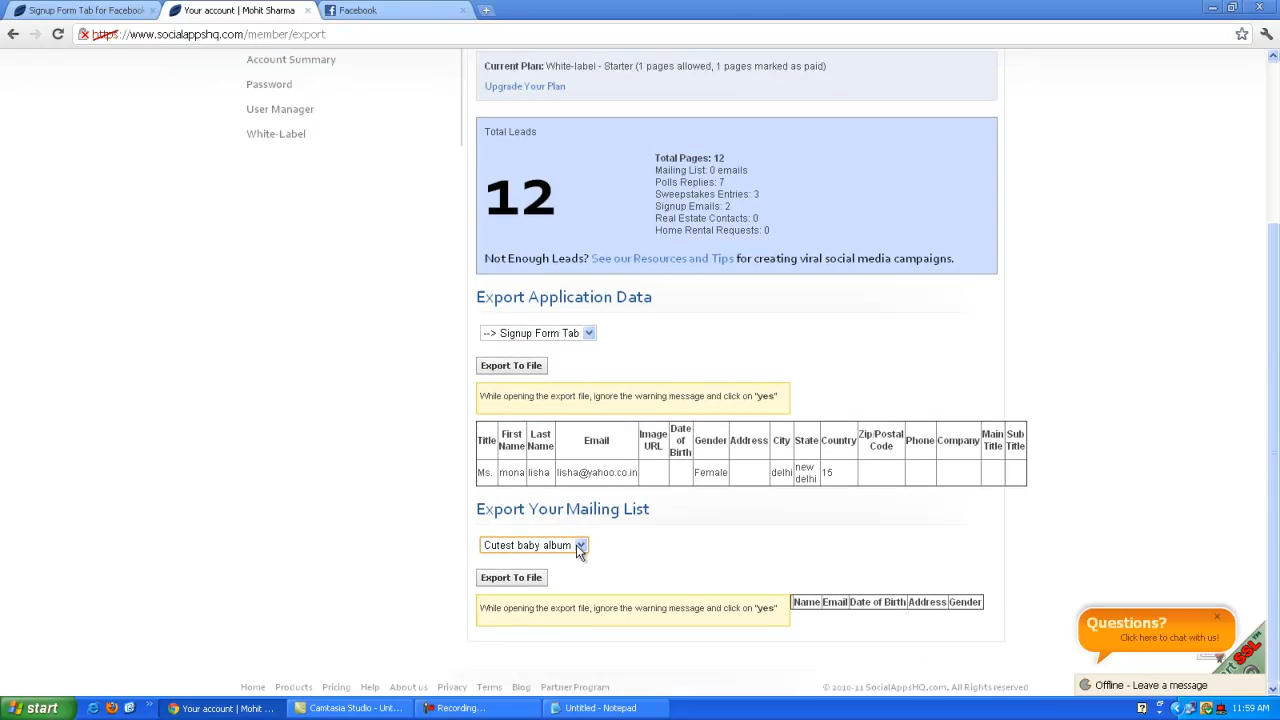 Signup Form Tab for Facebook
Your account | Mohit Sharma
Facebook
https://www.socialappshq.com/member/export
Account Summary
Password
User Manager
White-Label
Current Plan: White-label - Starter (1 pages allowed, 1 pages marked as paid)
Upgrade Your Plan
Total Leads
12
Total Pages: 12
Mailing List: 0 emails
Polls Replies: 7
Sweepstakes Entries: 3
Signup Emails: 2
Real Estate Contacts: 0
Home Rental Requests: 0
Not Enough Leads? See our Resources and Tips for creating viral social media campaigns.
Export Application Data
--> Signup Form Tab
Export To File
While opening the export file, ignore the warning message and click on "yes"
Title First Name Last Name Email Image URL Date of Birth Gender Address City State Country Zip/Postal Code Phone Company Main Title Sub Title
Ms. mona lisha lisha@yahoo.co.in Female delhi new delhi 15
Export Your Mailing List
Cutest baby album
Export To File
While opening the export file, ignore the warning message and click on "yes"
Name Email Date of Birth Address Gender
Questions?
Click here to chat with us!
SSL
Offline - Leave a message
Home Products Pricing Help About us Privacy Terms Blog Partner Program
© 2010-11 SocialAppsHQ.com. All rights reserved
start
Your account | Mohit ...
Camtasia Studio - Unt...
Recording...
Untitled - Notepad
11:59 AM